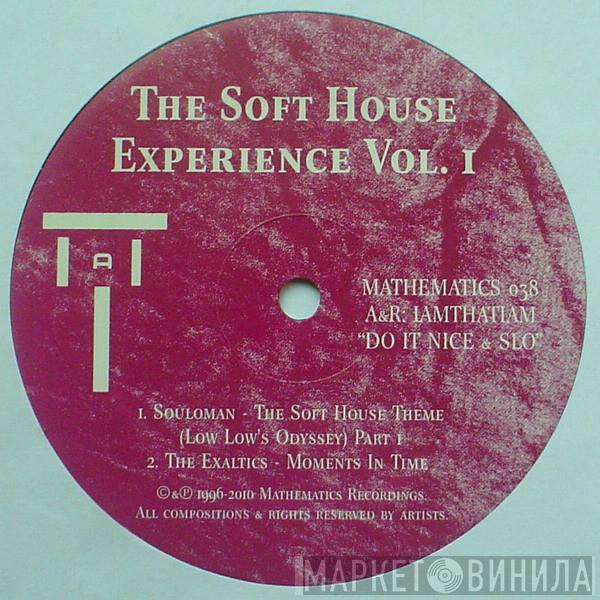 The Soft House
Experience Vol. 1
A
MATHEMATICS 038
A&R: IAMTHATIAM
"DO IT NICE & SLO"
1. Souloman - The Soft House Theme
(Low Low's Odyssey) Part 1
2. The Exaltics - Moments In Time
©&℗ 1996-2010 Mathematics Recordings.
All compositions & rights reserved by artists.
МАРКЕТ ВИНИЛА